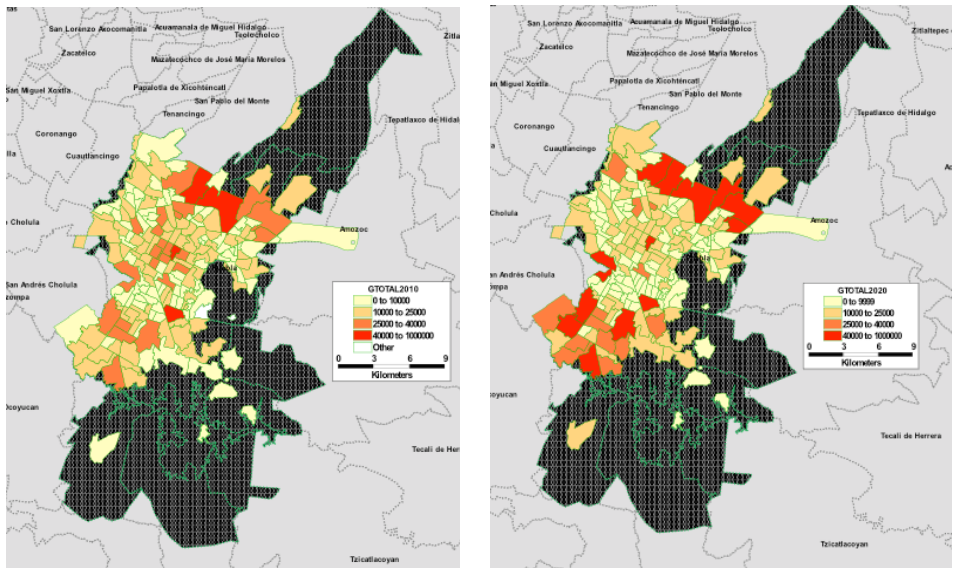 San Lorenzo Axocomanitla
Acuamanala de Miguel Hidalgo
Teolocholco
Zacatelco
Mazatecochco de José María Morelos
Papalotla de Xicohténcatl
San Miguel Xoxtla
San Pablo del Monte
Tenancingo
Tepatlaxco de Hidal
Coronango
Cuautlancingo
Cholula
Amozoc
San Andrés Cholula
GTOTAL2010
0 to 10000
10000 to 25000
25000 to 40000
40000 to 1000000
Other
0 3 6 9
Kilometers
Ocoyucan
Tecali de Her
Tzicatlacoyan
San Lorenzo Axocomanitla
Acuamanala de Miguel Hidalgo
Teolocholco
Zitlaltepec
Zacatelco
Mazatecochco de José María Morelos
Papalotla de Xicohténcatl
an Miguel Xoxtla
San Pablo del Monte
Tenancingo
Tepatlaxco de Hidalgo
Coronango
Cuautlancingo
Cholula
Amozoc
an Andrés Cholula
GTOTAL2020
0 to 9999
10000 to 25000
25000 to 40000
40000 to 1000000
0 3 6 9
Kilometers
ocoyucan
Tecali de Herrera
Tzicatlacoyan